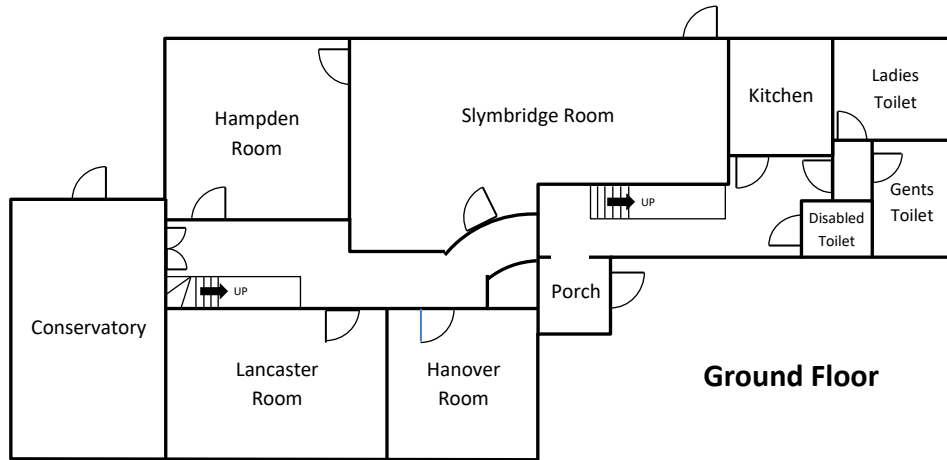 Hampden
Room
Slymbridge Room
Kitchen
Ladies
Toilet
Gents
Toilet
Disabled
Toilet
UP
UP
Porch
Conservatory
Lancaster
Room
Hanover
Room
Ground Floor